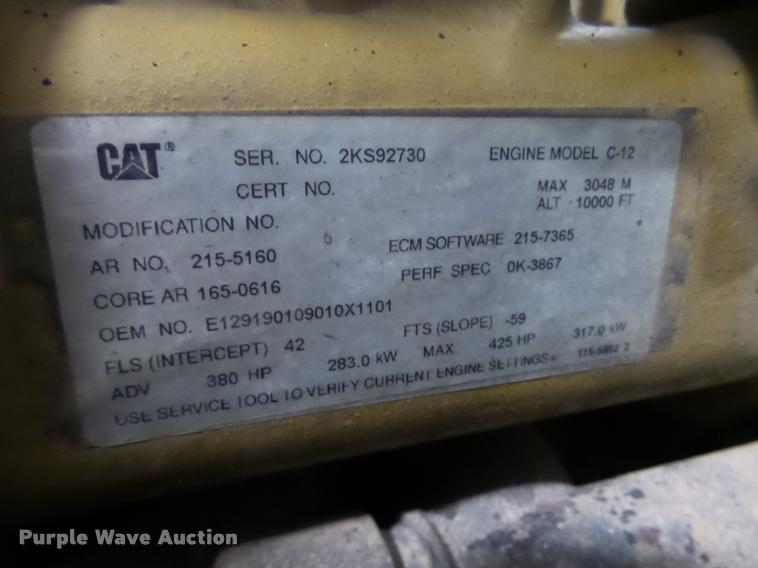 CAT® SER. NO. 2KS92730 ENGINE MODEL C-12
CERT NO. MAX 3048 M
ALT 10000 FT
MODIFICATION NO.
AR NO. 215-5160 ECM SOFTWARE 215-7365
CORE AR 165-0616 PERF SPEC 0K-3867
OEM NO. E129190109010X1101
FLS (INTERCEPT) 42 FTS (SLOPE) -59
ADV 380 HP 283.0 kW MAX 425 HP 317.0 kW
USE SERVICE TOOL TO VERIFY CURRENT ENGINE SETTINGS.
Purple Wave Auction